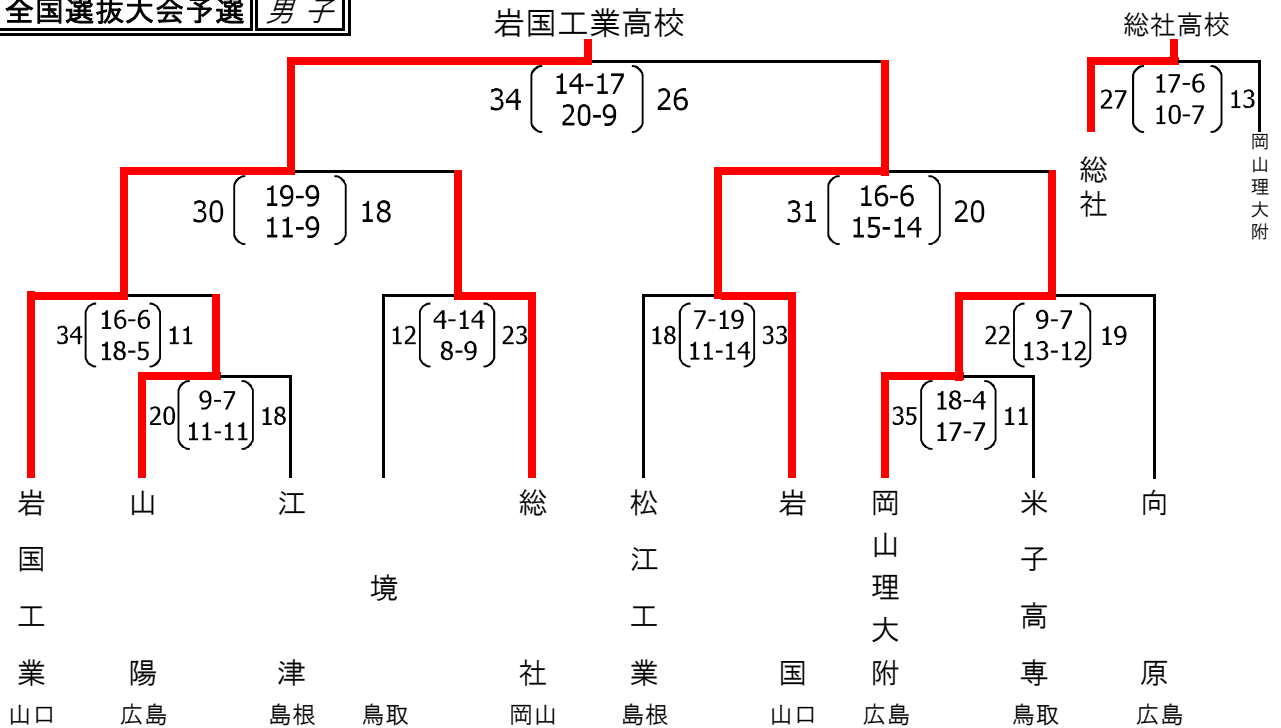 全国選抜大会予選 男子
岩国工業高校
総社高校
34 14-17 26
20-9
27 17-6 13
10-7
総社
岡山理大附
30 19-9 18
11-9
31 16-6 20
15-14
34 16-6 11
18-5
12 4-14 23
8-9
18 7-19 33
11-14
22 9-7 19
13-12
20 9-7 18
11-11
35 18-4 11
17-7
岩国工業
山陽
江津
境
総社
松江工業
岩国
岡山理大附
米子高専
向原
山口 広島 島根 鳥取 岡山 島根 山口 広島 鳥取 広島